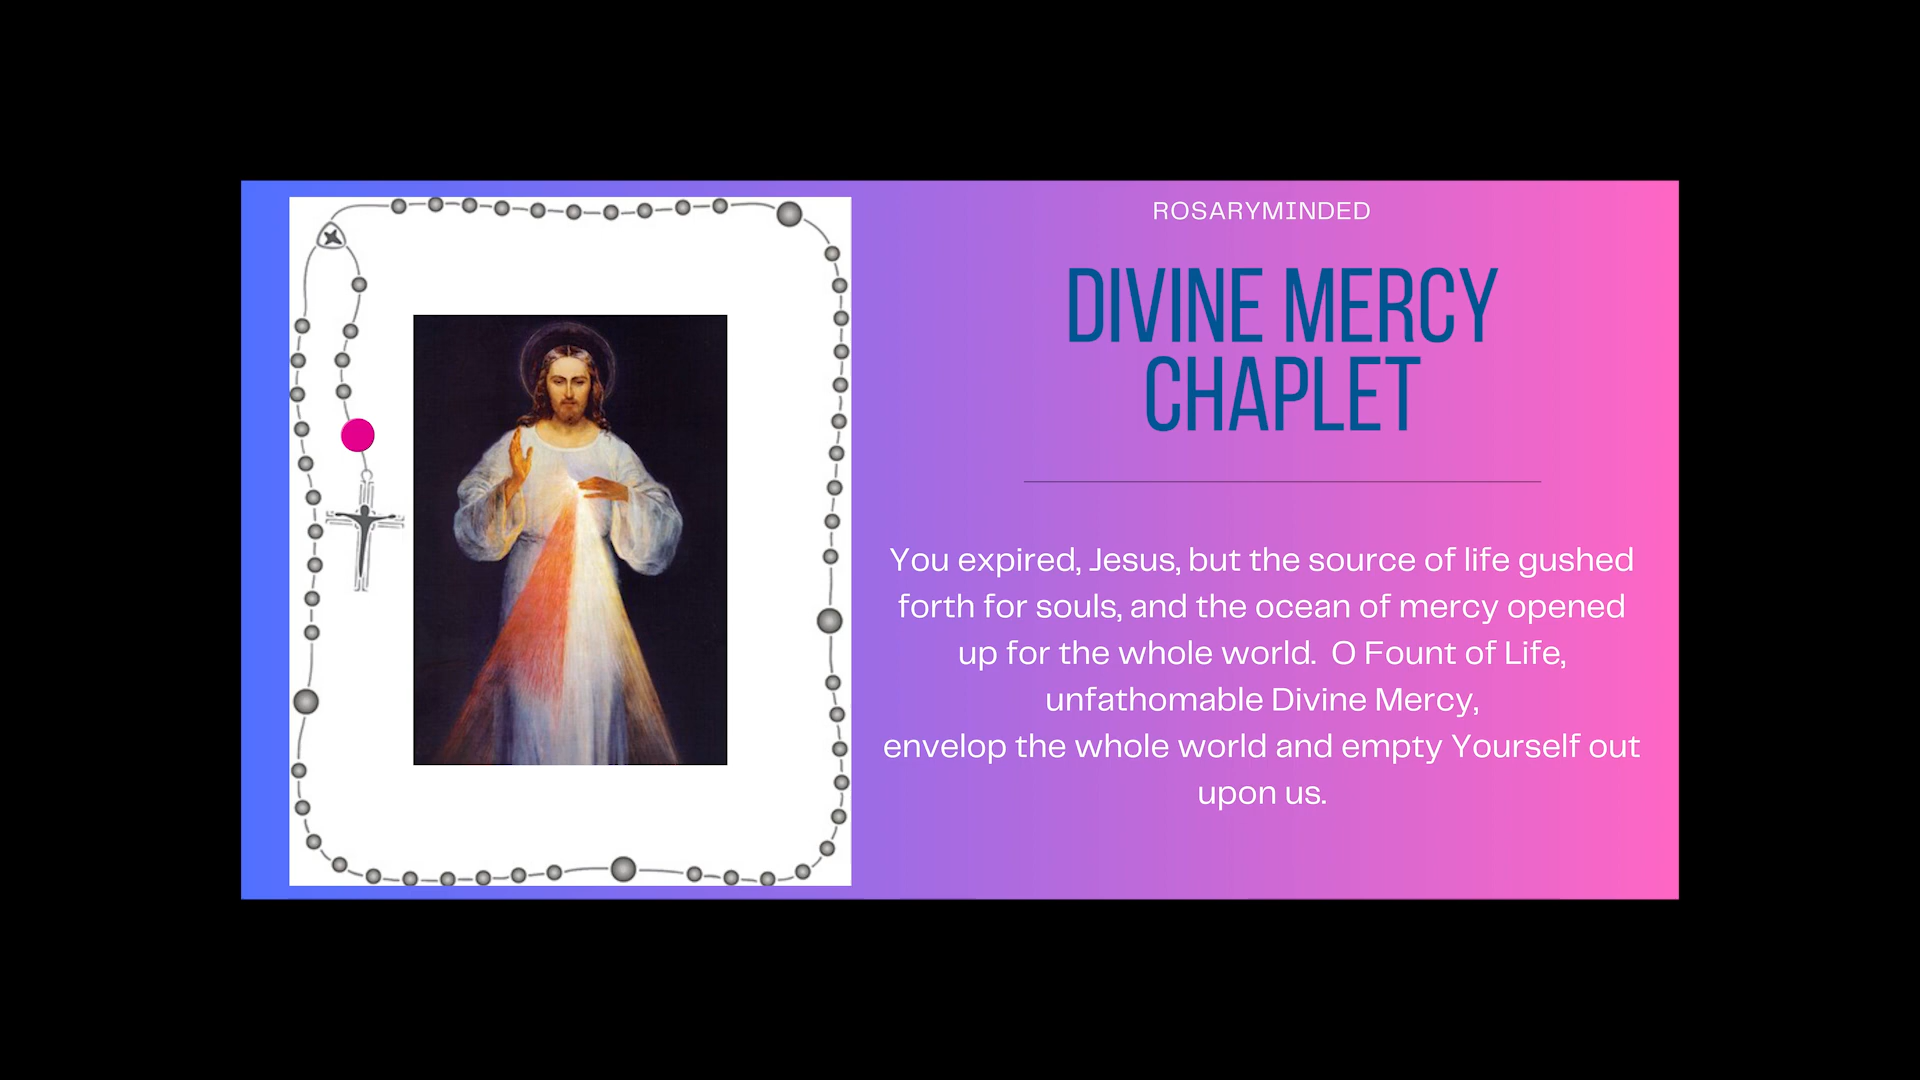 ROSARYMINDED
DIVINE MERCY
CHAPLET
You expired, Jesus, but the source of life gushed
forth for souls, and the ocean of mercy opened
up for the whole world.  O Fount of Life,
unfathomable Divine Mercy,
envelop the whole world and empty Yourself out
upon us.